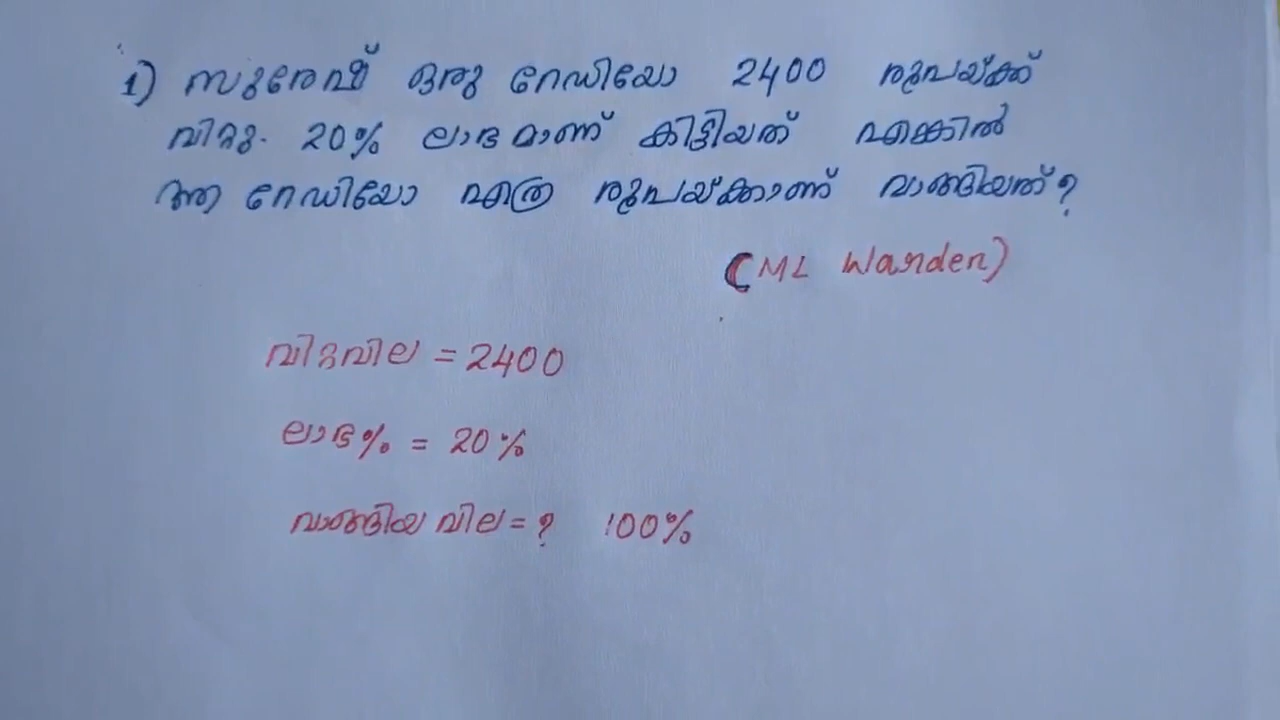 1) സുരേഷ് ഒരു റേഡിയോ 2400 രൂപയ്ക്ക്
വിറ്റു. 20% ലാഭമാണ് കിട്ടിയത് എങ്കിൽ
ആ റേഡിയോ എത്ര രൂപയ്ക്കാണ് വാങ്ങിയത്?
(ML Warden)
വിറ്റവില = 2400
ലാഭ% = 20%
വാങ്ങിയ വില = ? 100%